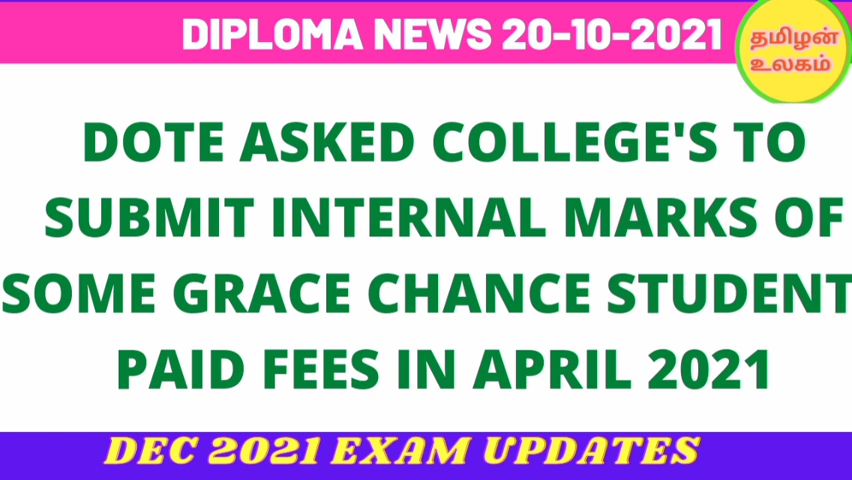 DIPLOMA NEWS 20-10-2021
தமிழன்
உலகம்
DOTE ASKED COLLEGE'S TO
SUBMIT INTERNAL MARKS OF
SOME GRACE CHANCE STUDENT
PAID FEES IN APRIL 2021
DEC 2021 EXAM UPDATES